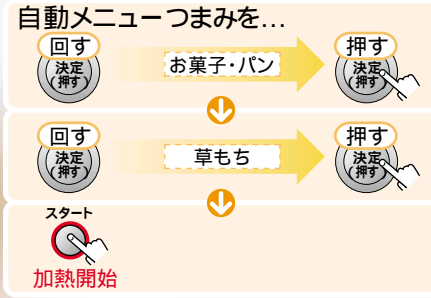 自動メニューつまみを…
回す
決定
(押す)
お菓子・パン
押す
決定
(押す)
回す
決定
(押す)
草もち
押す
決定
(押す)
スタート
加熱開始